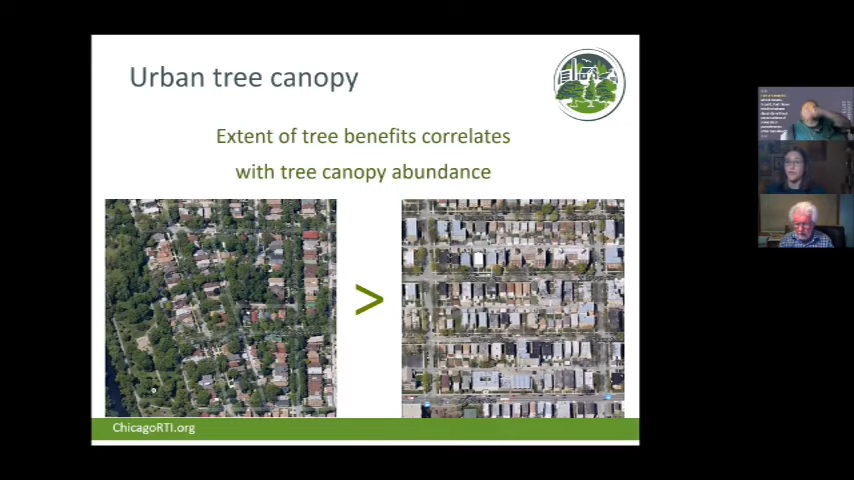 Urban tree canopy
Extent of tree benefits correlates
with tree canopy abundance
>
ChicagoRTI.org